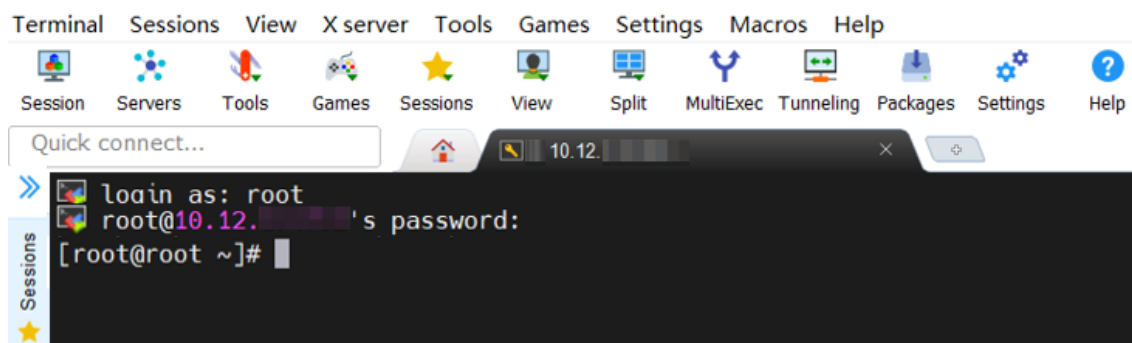 Terminal Sessions View X server Tools Games Settings Macros Help
Session Servers Tools Games Sessions View Split MultiExec Tunneling Packages Settings Help
Quick connect...
10.12.
login as: root
root@10.12. 's password:
[root@root ~]#
Sessions